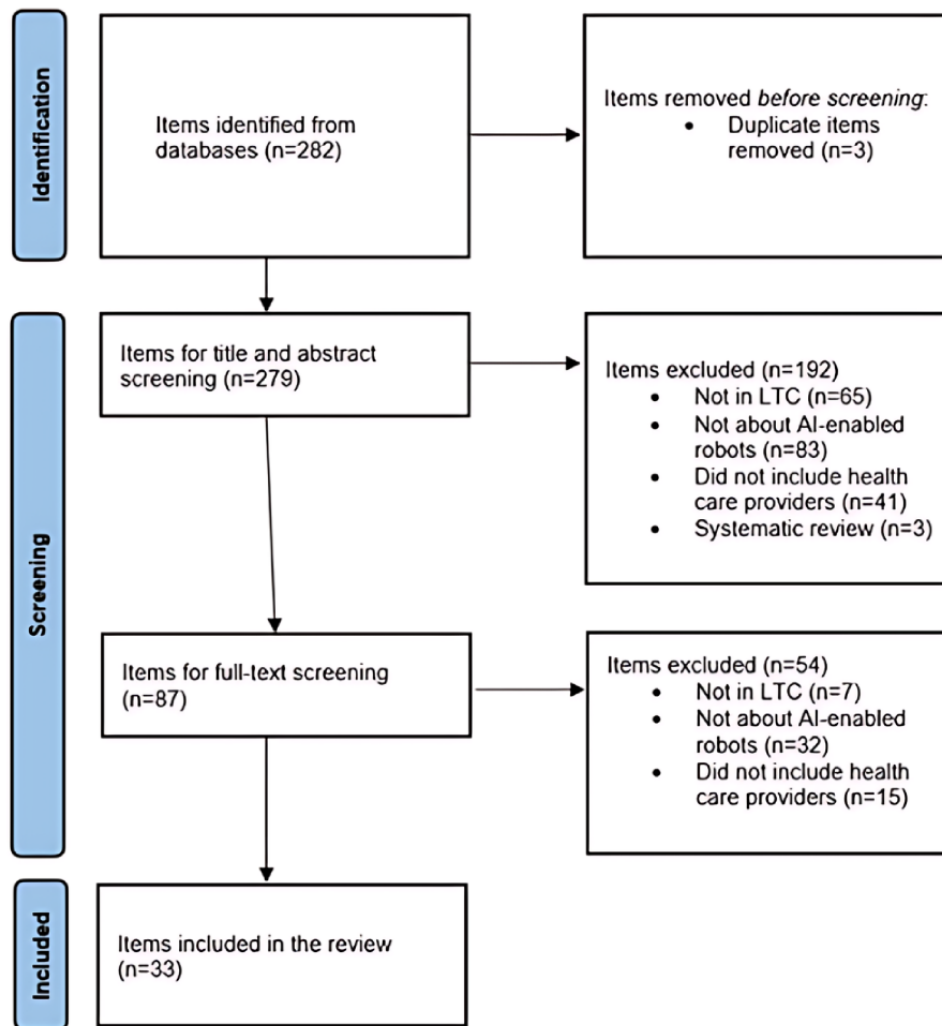 Identification
Items identified from
databases (n=282)
Items removed before screening:
• Duplicate items
removed (n=3)
Screening
Items for title and abstract
screening (n=279)
Items excluded (n=192)
• Not in LTC (n=65)
• Not about AI-enabled
robots (n=83)
• Did not include health
care providers (n=41)
• Systematic review (n=3)
Items for full-text screening
(n=87)
Items excluded (n=54)
• Not in LTC (n=7)
• Not about AI-enabled
robots (n=32)
• Did not include health
care providers (n=15)
Included
Items included in the review
(n=33)